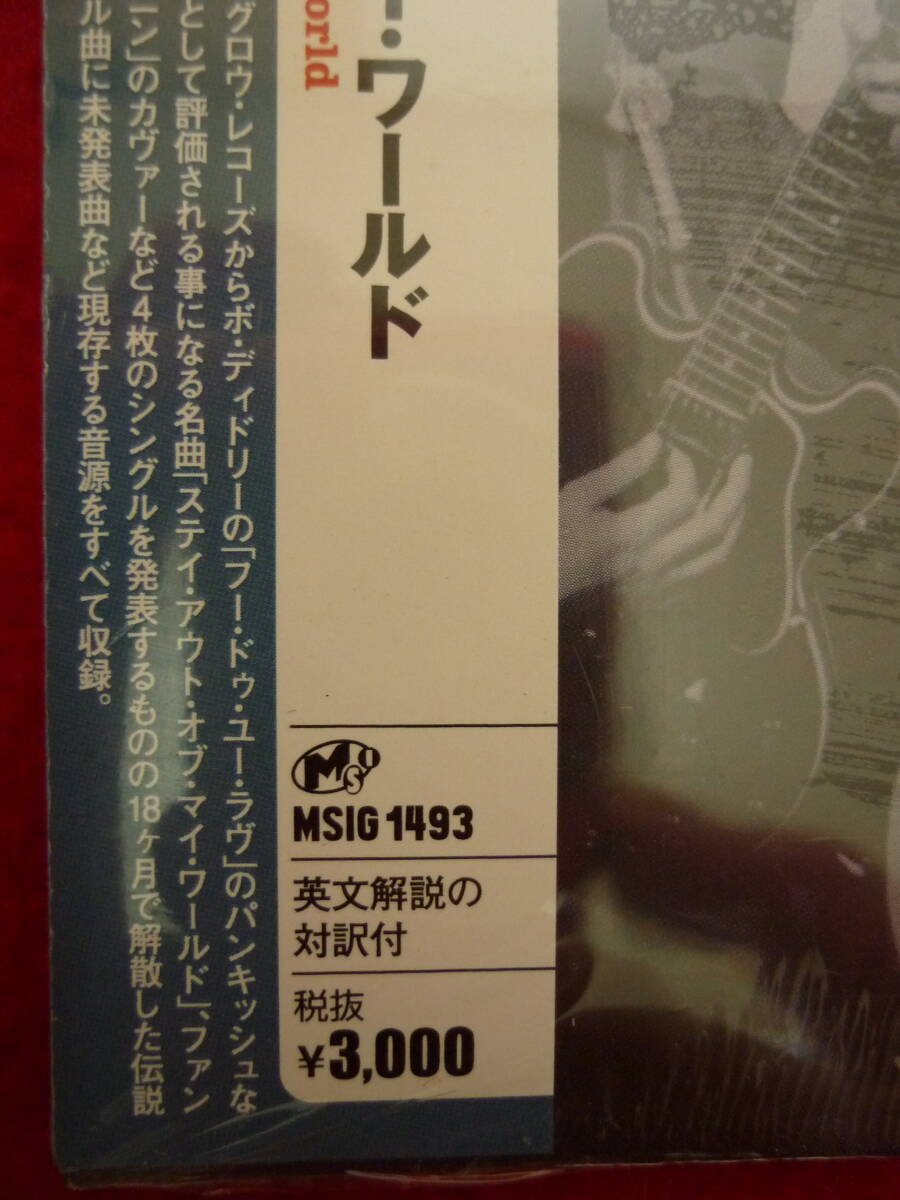 ー・ワールド
orld
グロウ・レコーズからボ・ディドリーの「フー・ドゥ・ユー・ラヴ」のパンキッシュな
として評価される事になる名曲「ステイ・アウト・オブ・マイ・ワールド」、ファン
ーン」のカヴァーなど4枚のシングルを発表するものの18ヶ月で解散した伝説
ル曲に未発表曲など現存する音源をすべて収録。
MSI
MSIG 1493
英文解説の
対訳付
税抜
¥3,000